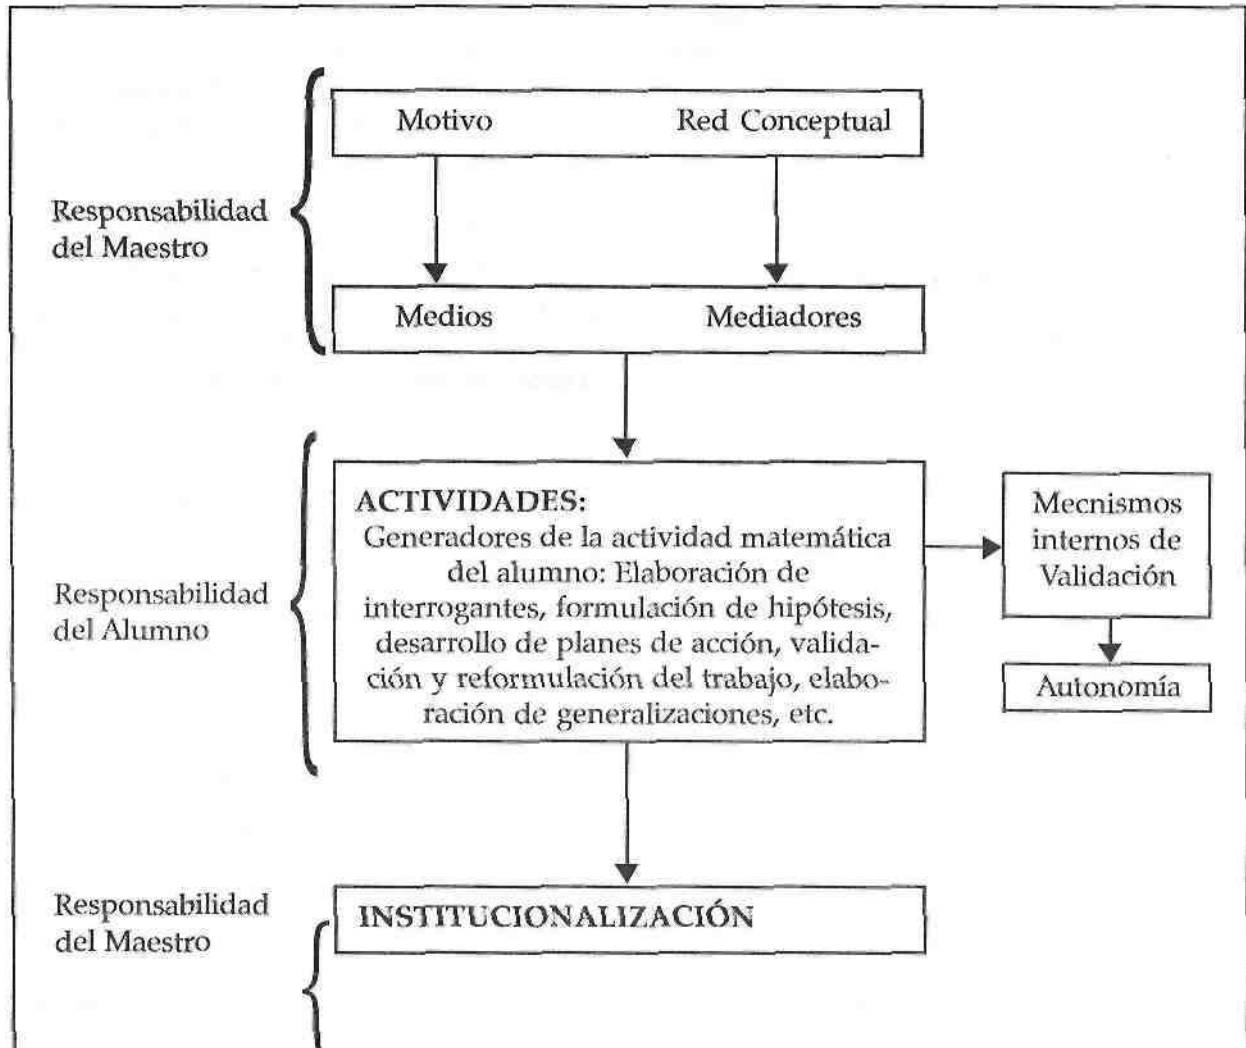 Motivo Red Conceptual
Responsabilidad
del Maestro
Medios Mediadores
Responsabilidad
del Alumno
ACTIVIDADES:
Generadores de la actividad matemática
del alumno: Elaboración de
interrogantes, formulación de hipótesis,
desarrollo de planes de acción, valida-
ción y reformulación del trabajo, elabo-
ración de generalizaciones, etc.
Mecnismos
internos de
Validación
Autonomía
Responsabilidad
del Maestro
INSTITUCIONALIZACIÓN